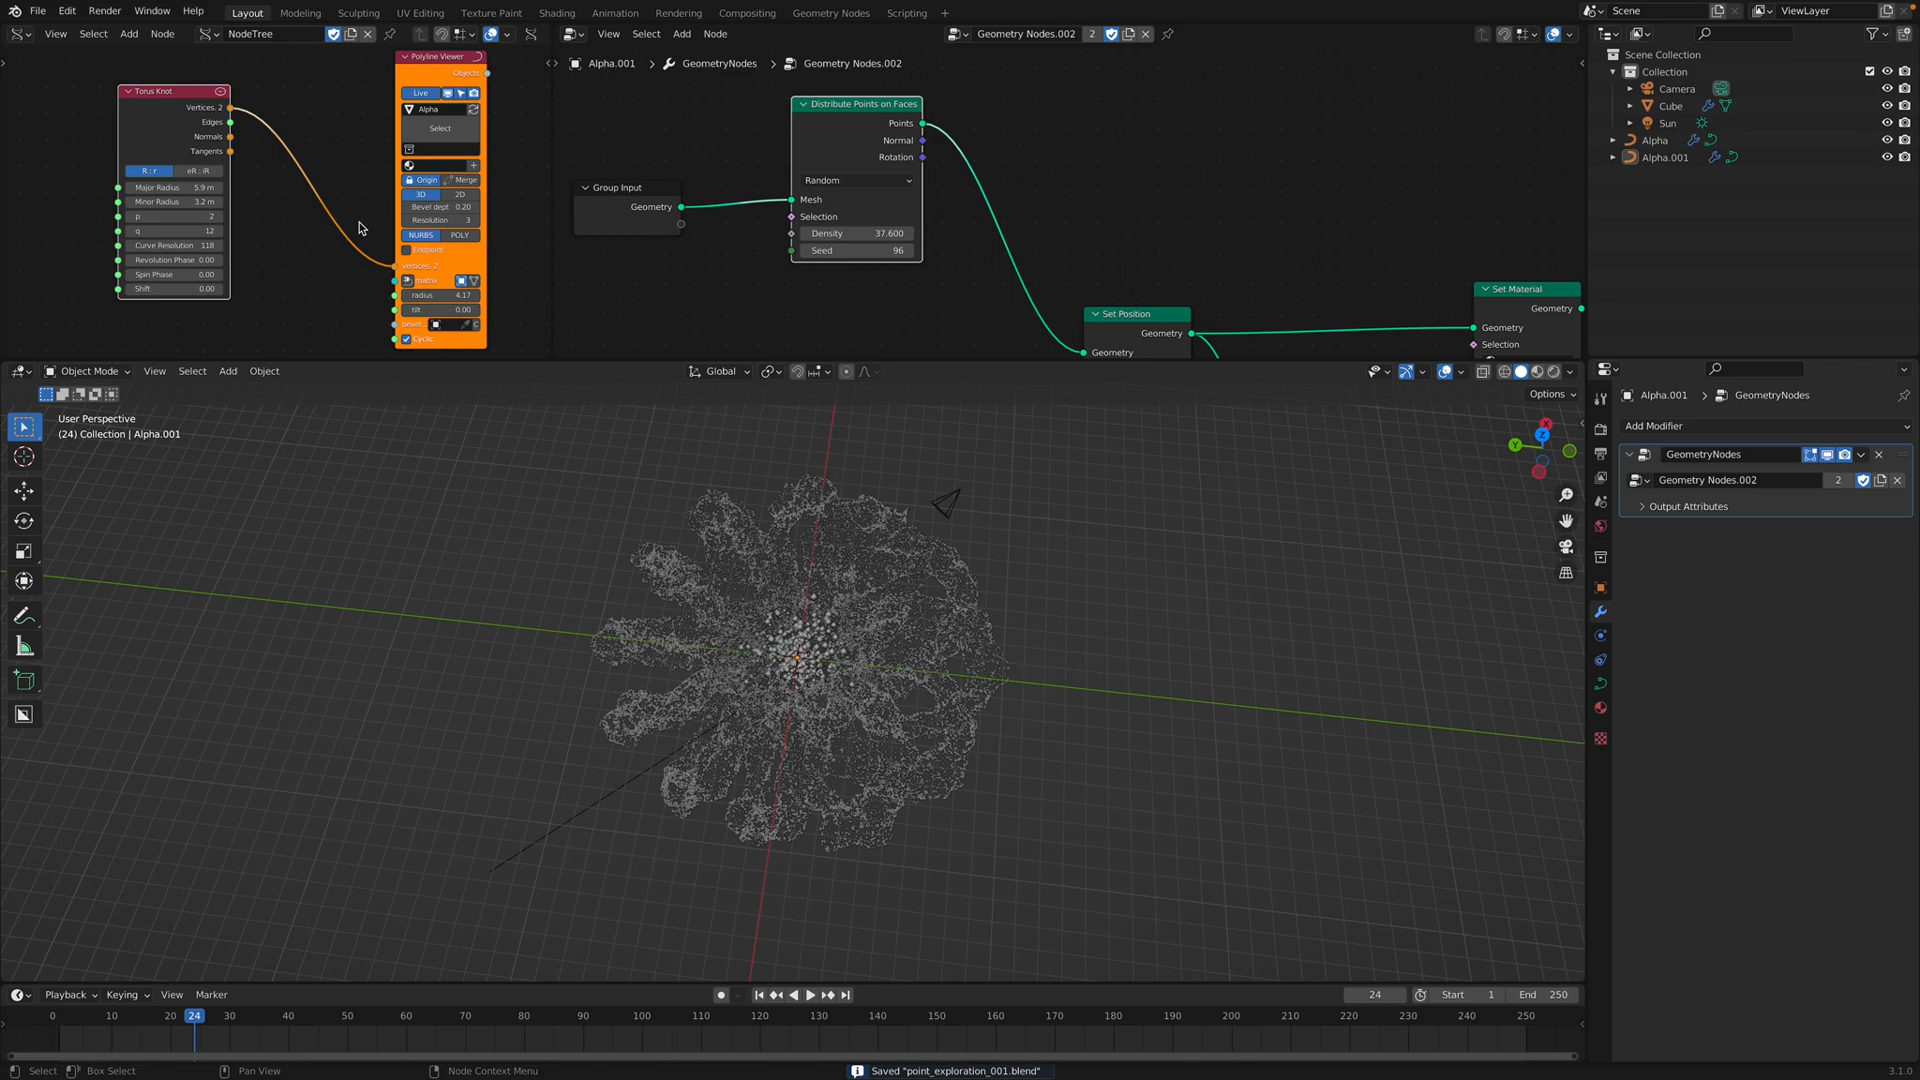 File Edit Render Window Help
Layout Modeling Sculpting UV Editing Texture Paint Shading Animation Rendering Compositing Geometry Nodes Scripting +
Scene
ViewLayer
View Select Add Node
NodeTree
View Select Add Node
Geometry Nodes.002 2
Alpha.001 > GeometryNodes > Geometry Nodes.002
Torus Knot
Vertices. 2
Edges
Normals
Tangents
R : r
eR : iR
Major Radius 5.9 m
Minor Radius 3.2 m
p 2
q 12
Curve Resolution 118
Revolution Phase 0.00
Spin Phase 0.00
Shift 0.00
Polyline Viewer
Objects
Live
Alpha
Select
Origin
Merge
3D
2D
Bevel dept 0.20
Resolution 3
NURBS
POLY
Endpoint
vertices. 2
matrix
radius 4.17
tilt 0.00
bevel
C
Cyclic
Group Input
Geometry
Distribute Points on Faces
Points
Normal
Rotation
Random
Mesh
Selection
Density 37.600
Seed 96
Set Position
Geometry
Geometry
Set Material
Geometry
Geometry
Selection
Scene Collection
Collection
Camera
Cube
Sun
Alpha
Alpha.001
Object Mode View Select Add Object
Global
Options
User Perspective
(24) Collection | Alpha.001
X
Y
Z
Alpha.001 > GeometryNodes
Add Modifier
GeometryNodes
Geometry Nodes.002 2
> Output Attributes
Playback Keying View Marker
24
Start 1
End 250
0 10 24 30 40 50 60 70 80 90 100 110 120 130 140 150 160 170 180 190 200 210 220 230 240 250
Select
Box Select
Pan View
Node Context Menu
Saved "point_exploration_001.blend"
3.1.0